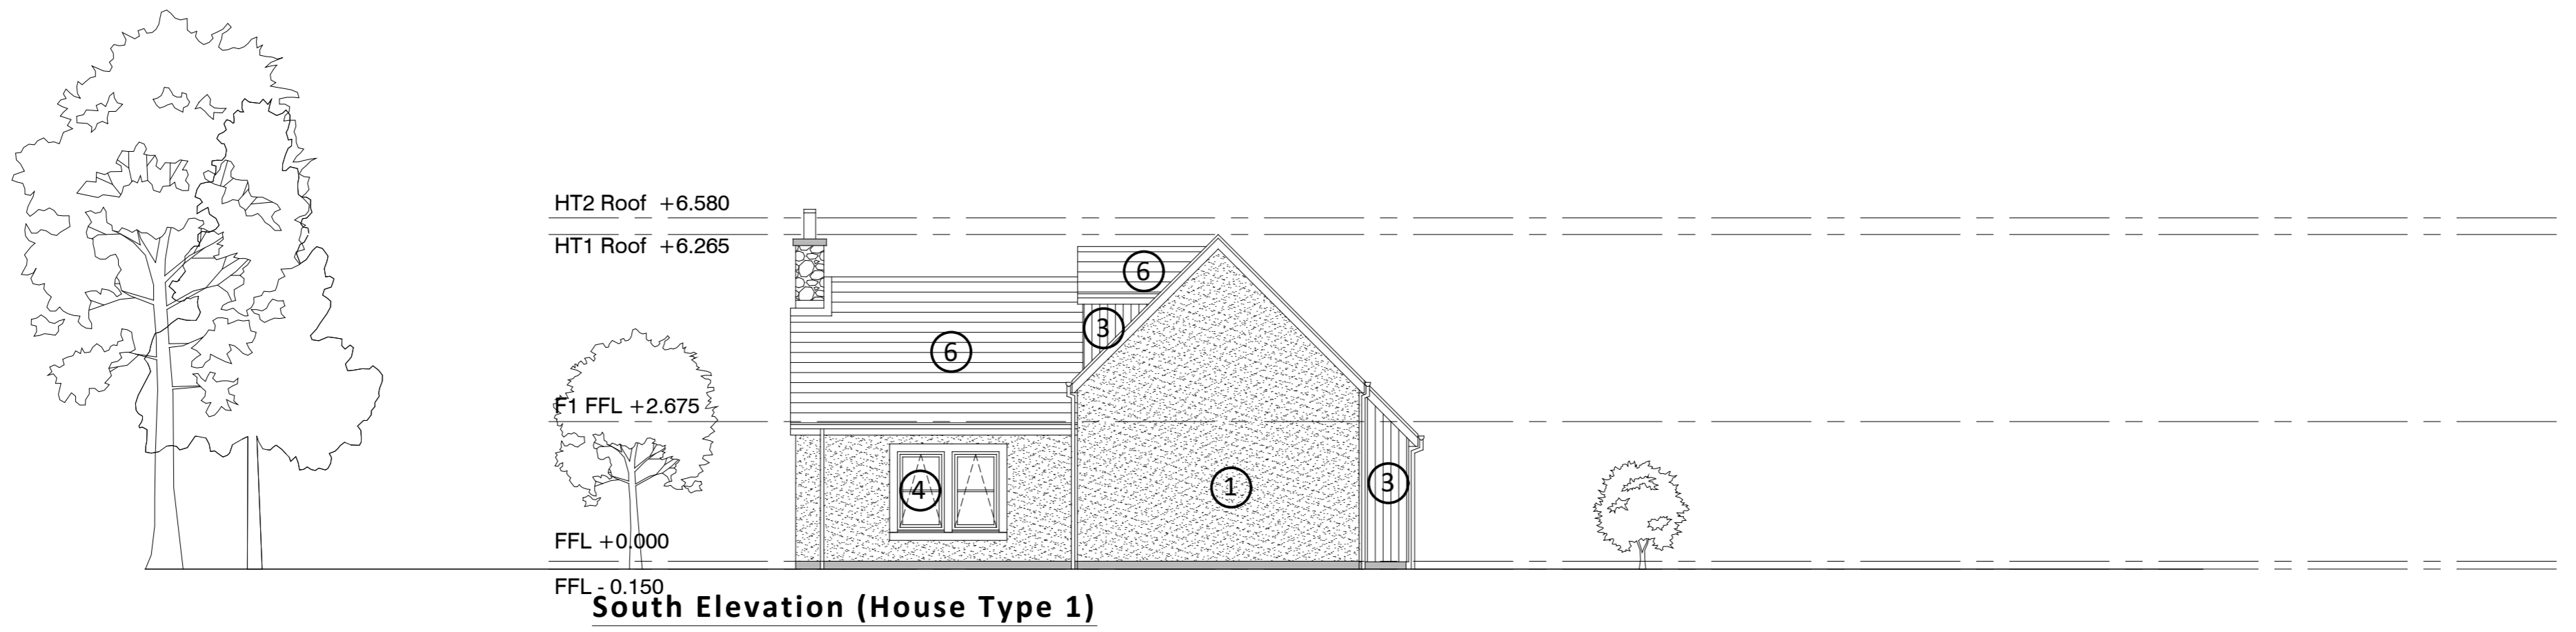 HT2 Roof +6.580
HT1 Roof +6.265
6
3
6
F1 FFL +2.675
4
1
3
FFL +0.000
FFL - 0.150
South Elevation (House Type 1)